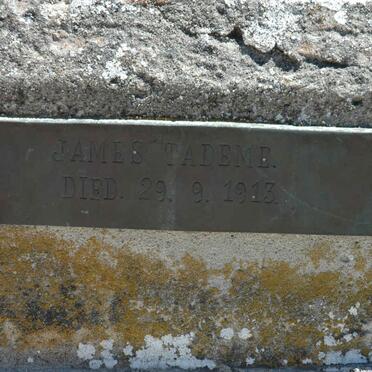 JAMES TADEME.
DIED. 29. 9. 1913.